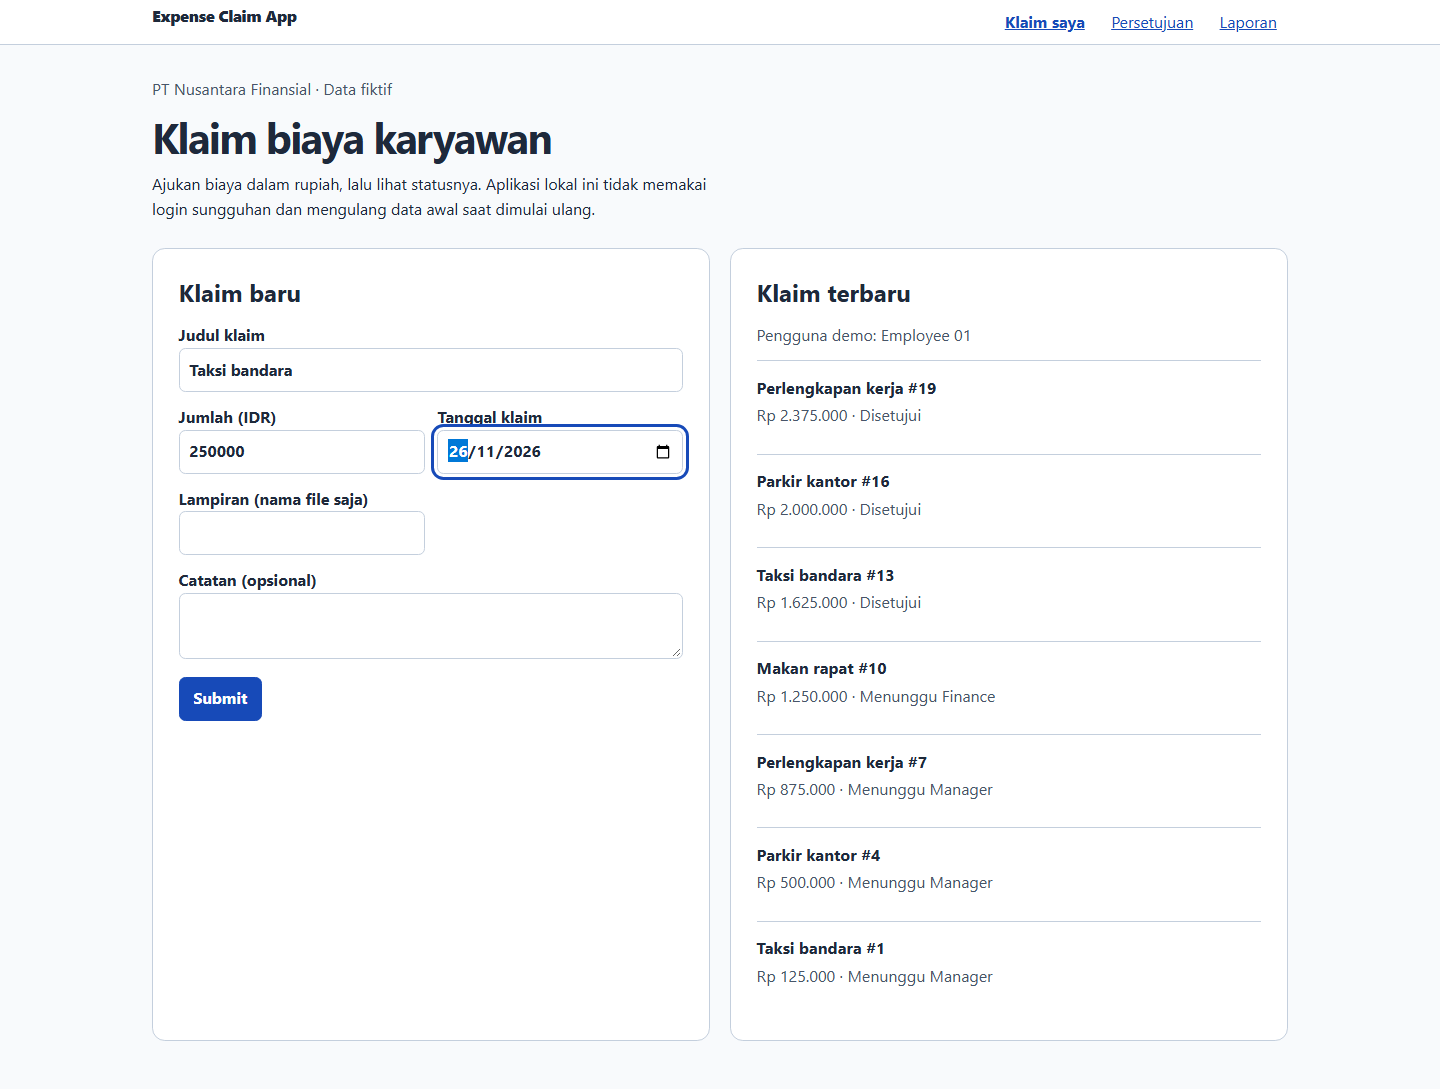 Expense Claim App
Klaim saya
Persetujuan
Laporan
PT Nusantara Finansial · Data fiktif
Klaim biaya karyawan
Ajukan biaya dalam rupiah, lalu lihat statusnya. Aplikasi lokal ini tidak memakai
login sungguhan dan mengulang data awal saat dimulai ulang.
Klaim baru
Judul klaim
Taksi bandara
Jumlah (IDR)
250000
Tanggal klaim
26/11/2026
Lampiran (nama file saja)
Catatan (opsional)
Submit
Klaim terbaru
Pengguna demo: Employee 01
Perlengkapan kerja #19
Rp 2.375.000 · Disetujui
Parkir kantor #16
Rp 2.000.000 · Disetujui
Taksi bandara #13
Rp 1.625.000 · Disetujui
Makan rapat #10
Rp 1.250.000 · Menunggu Finance
Perlengkapan kerja #7
Rp 875.000 · Menunggu Manager
Parkir kantor #4
Rp 500.000 · Menunggu Manager
Taksi bandara #1
Rp 125.000 · Menunggu Manager